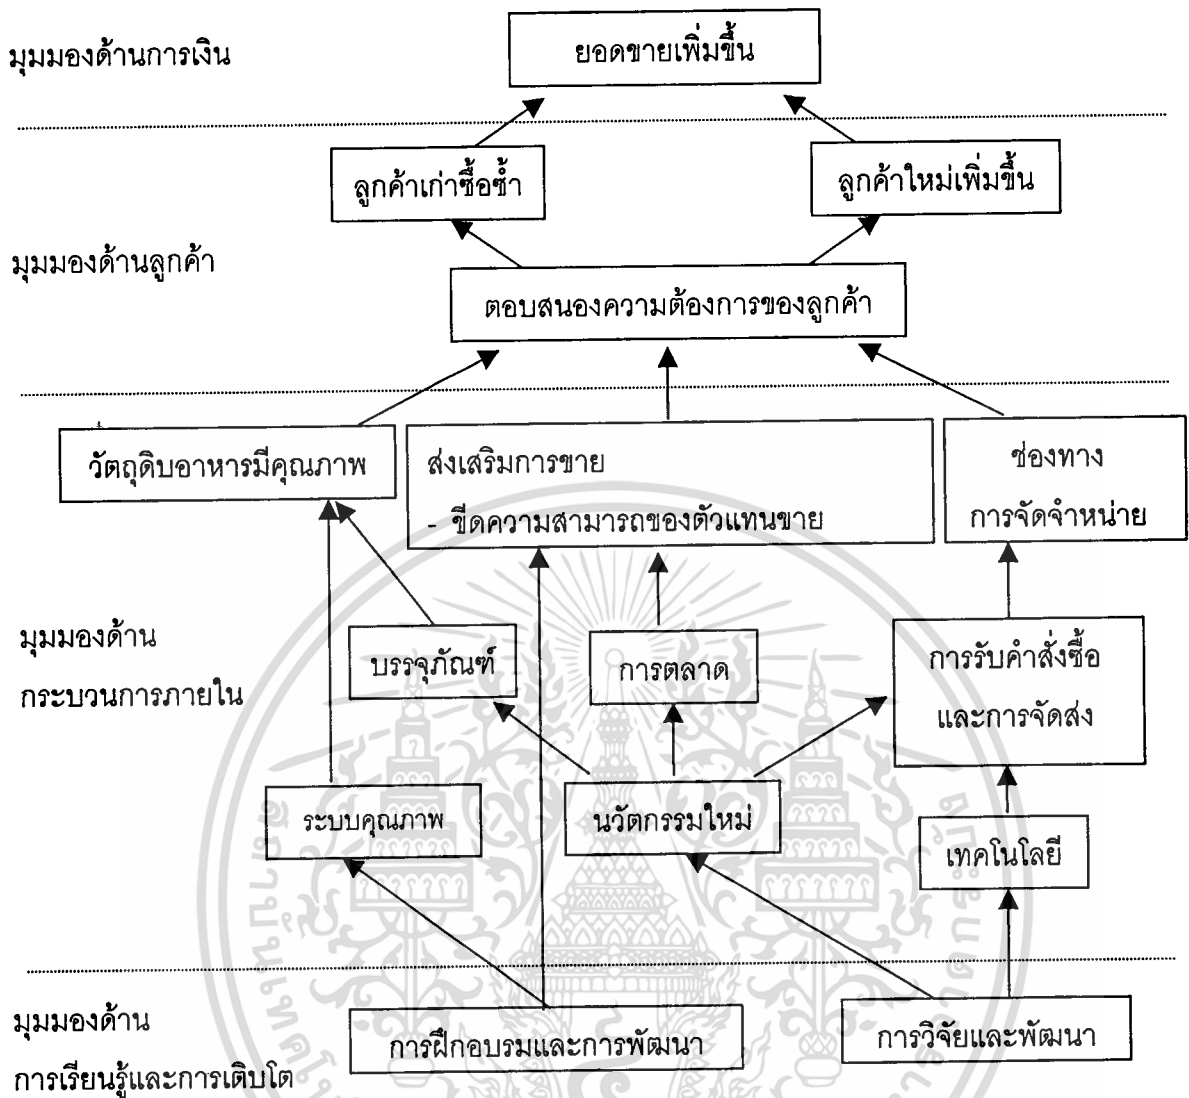 มุมมองด้านการเงิน
ยอดขายเพิ่มขึ้น
ลูกค้าเก่าซื้อซ้ำ
ลูกค้าใหม่เพิ่มขึ้น
มุมมองด้านลูกค้า
ตอบสนองความต้องการของลูกค้า
วัตถุดิบอาหารมีคุณภาพ
ส่งเสริมการขาย
- ขีดความสามารถของตัวแทนขาย
ช่องทาง
การจัดจำหน่าย
มุมมองด้าน
กระบวนการภายใน
บรรจุภัณฑ์
การตลาด
การรับคำสั่งซื้อ
และการจัดส่ง
ระบบคุณภาพ
นวัตกรรมใหม่
เทคโนโลยี
มุมมองด้าน
การเรียนรู้และการเติบโต
การฝึกอบรมและการพัฒนา
การวิจัยและพัฒนา